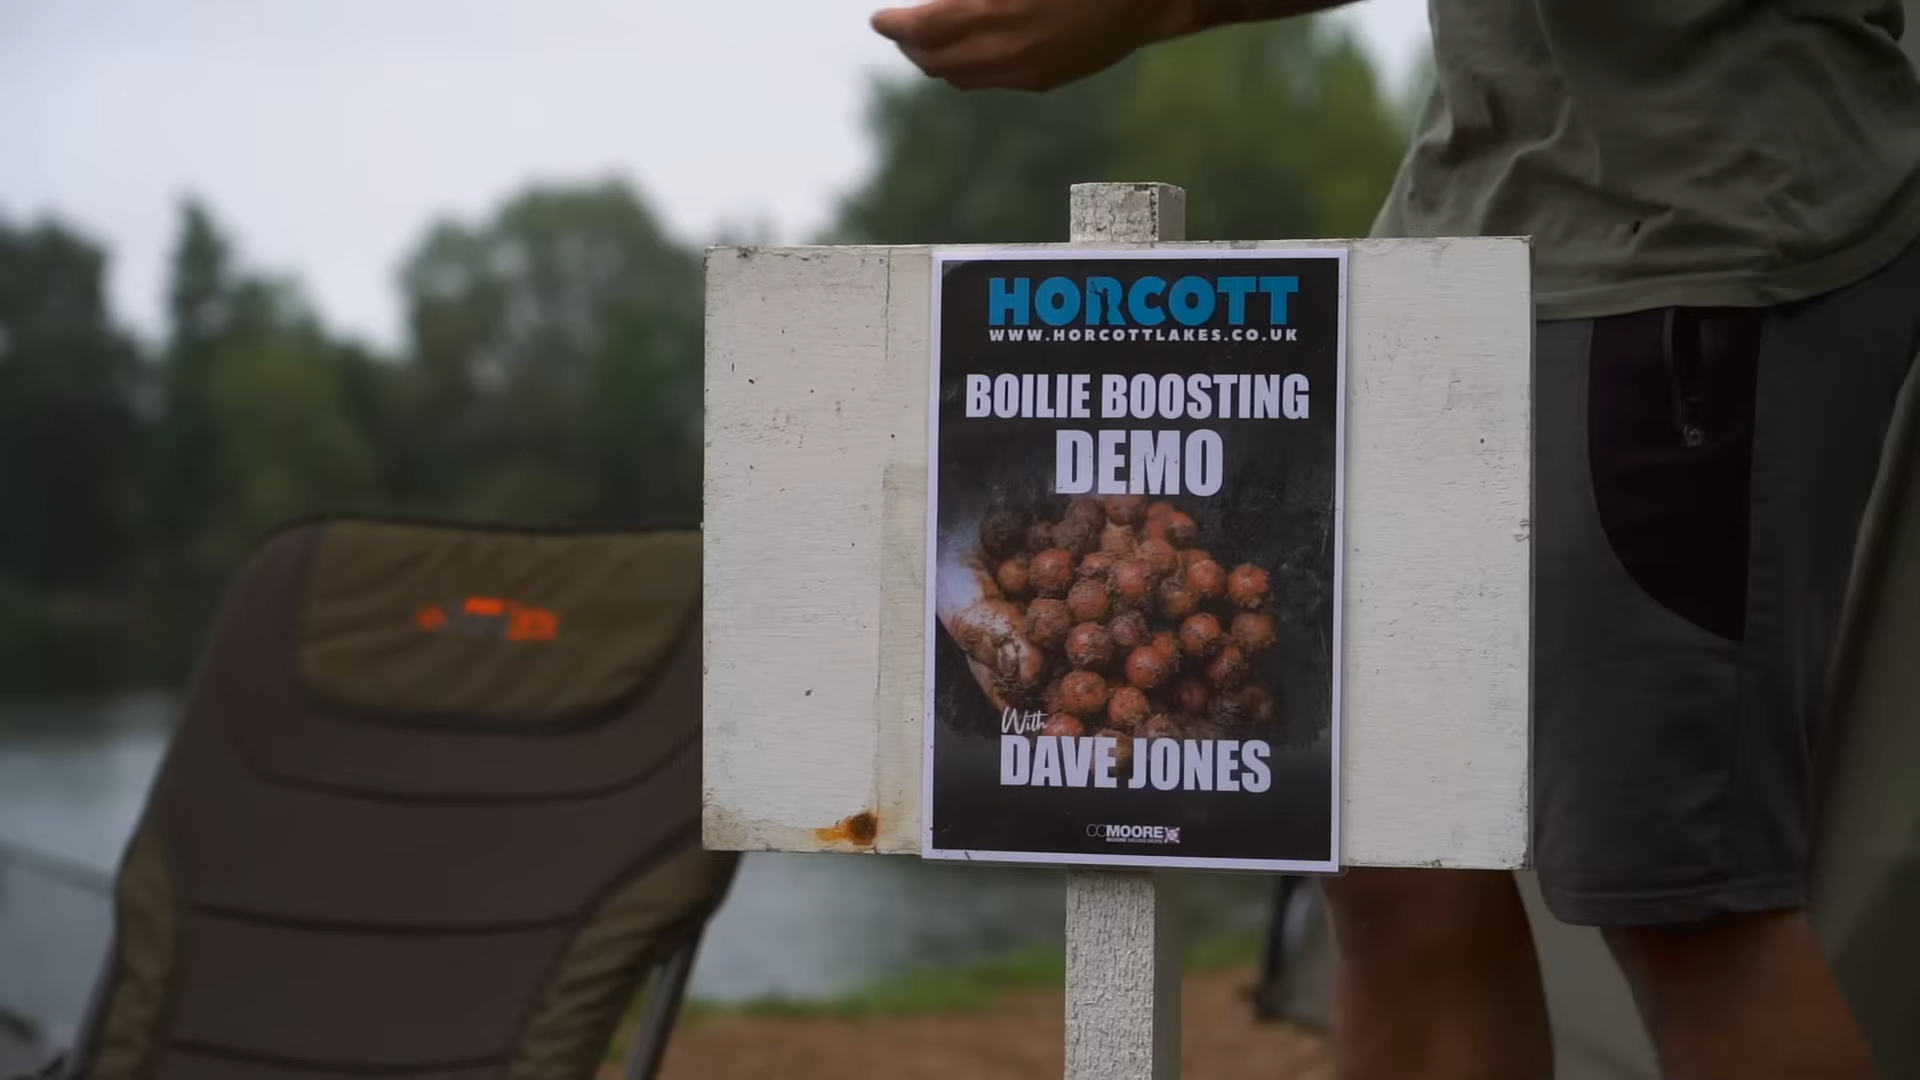 HORCOTT
WWW.HORCOTTLAKES.CO.UK
BOILIE BOOSTING
DEMO
With
DAVE JONES
CCMOORE